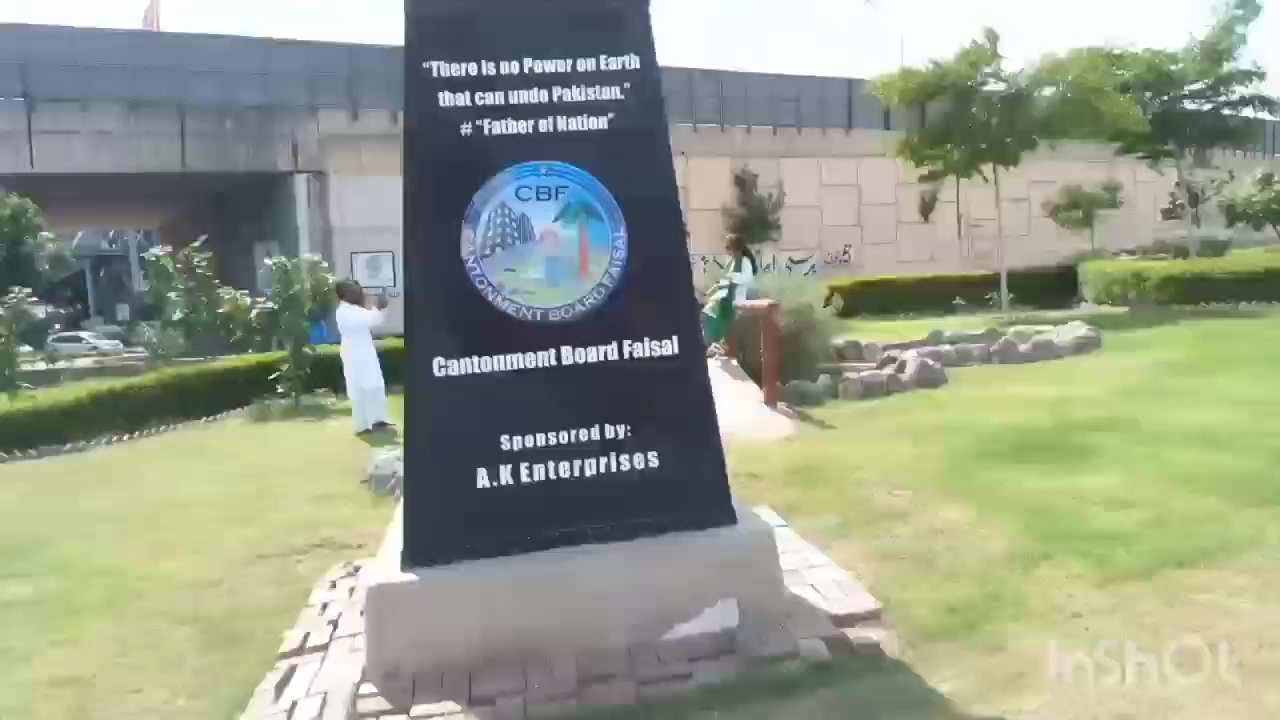 “There is no Power on Earth
that can undo Pakistan.”
# “Father of Nation”
CBF
CANTONMENT BOARD FAISAL
Cantonment Board Faisal
Sponsored by:
A.K Enterprises
InShOt